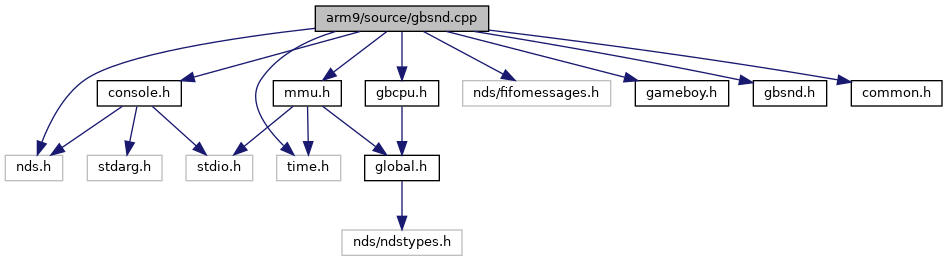 arm9/source/gbsnd.cpp
console.h
mmu.h
gbcpu.h
nds/fifomessages.h
gameboy.h
gbsnd.h
common.h
nds.h
stdarg.h
stdio.h
time.h
global.h
nds/ndstypes.h